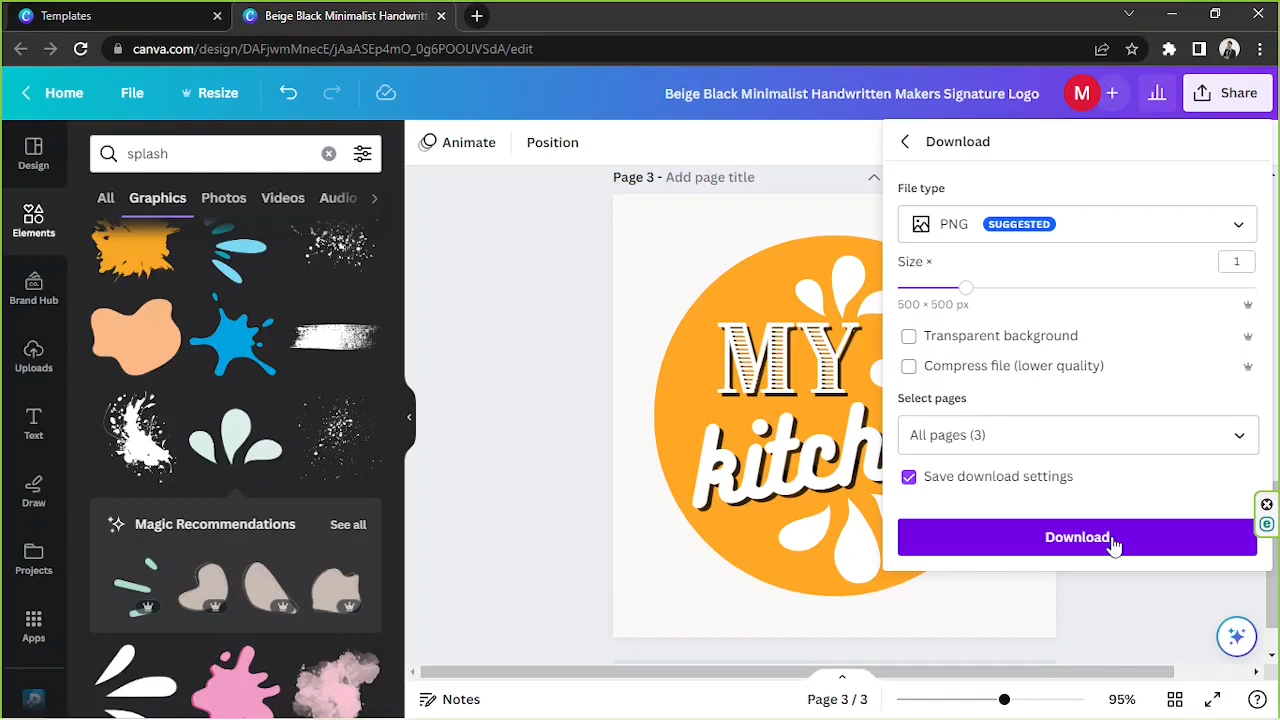 Templates
Beige Black Minimalist Handwritt
canva.com/design/DAFjwmMnecE/jAaASEp4mO_0g6POOUVSdA/edit
Home
File
Resize
Beige Black Minimalist Handwritten Makers Signature Logo
M
Share
Design
Elements
Brand Hub
Uploads
Text
Draw
Projects
Apps
splash
All
Graphics
Photos
Videos
Audio
Magic Recommendations
See all
Animate
Position
Page 3 - Add page title
MY
kitch
Download
File type
PNG SUGGESTED
Size ×
1
500 × 500 px
Transparent background
Compress file (lower quality)
Select pages
All pages (3)
Save download settings
Download
Notes
Page 3 / 3
95%